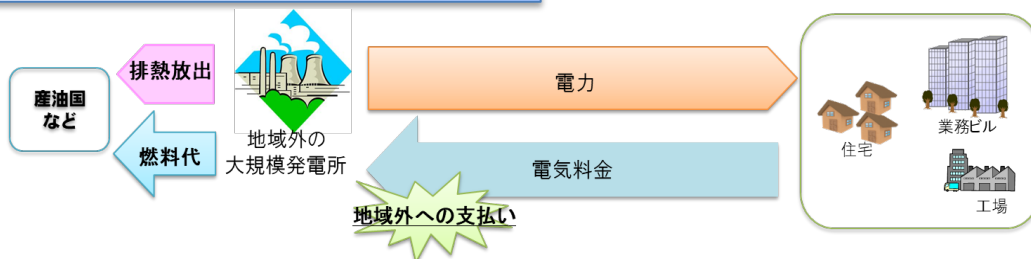 排熱放出
産油国
など
燃料代
地域外の
大規模発電所
電力
電気料金
地域外への支払い
住宅
業務ビル
工場